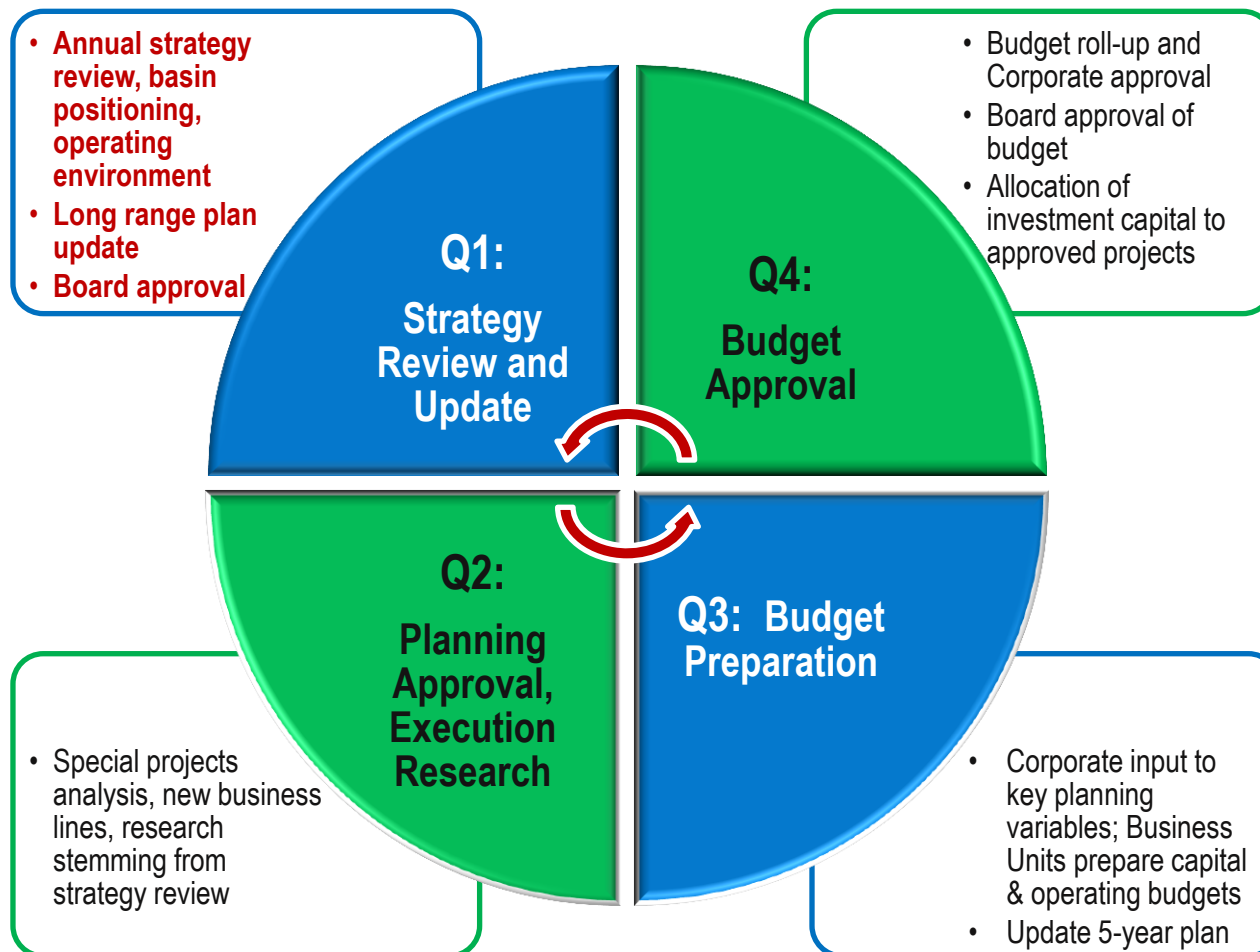 • Annual strategy
review, basin
positioning,
operating
environment
• Long range plan
update
• Board approval
Q1:
Strategy
Review and
Update
• Budget roll-up and
Corporate approval
• Board approval of
budget
• Allocation of
investment capital to
approved projects
Q4:
Budget
Approval
Q2:
Planning
Approval,
Execution
Research
• Special projects
analysis, new business
lines, research
stemming from
strategy review
Q3: Budget
Preparation
• Corporate input to
key planning
variables; Business
Units prepare capital
& operating budgets
• Update 5-year plan